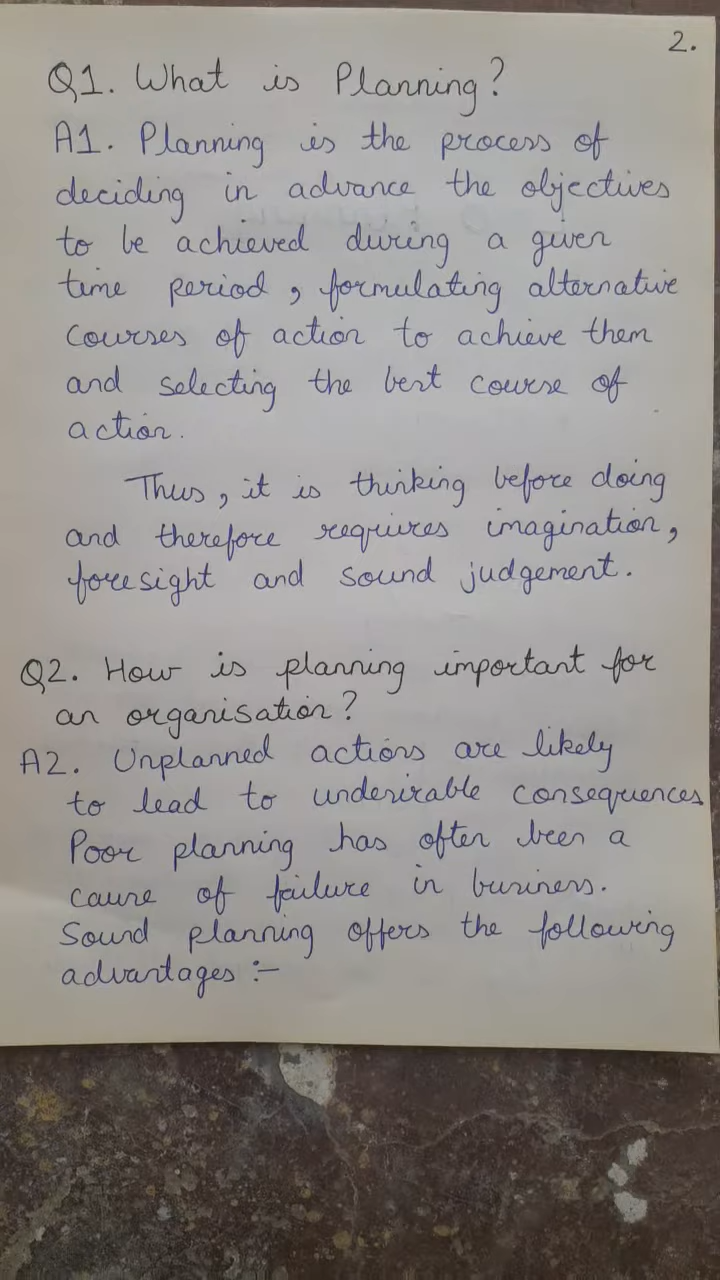 2.
Q1. What is Planning?
A1. Planning is the process of
deciding in advance the objectives
to be achieved during a given
time period, formulating alternative
courses of action to achieve them
and selecting the best course of
action.
Thus, it is thinking before doing
and therefore requires imagination,
foresight and sound judgement.
Q2. How is planning important for
an organisation?
A2. Unplanned actions are likely
to lead to undesirable consequences
Poor planning has often been a
cause of failure in business.
Sound planning offers the following
advantages :-